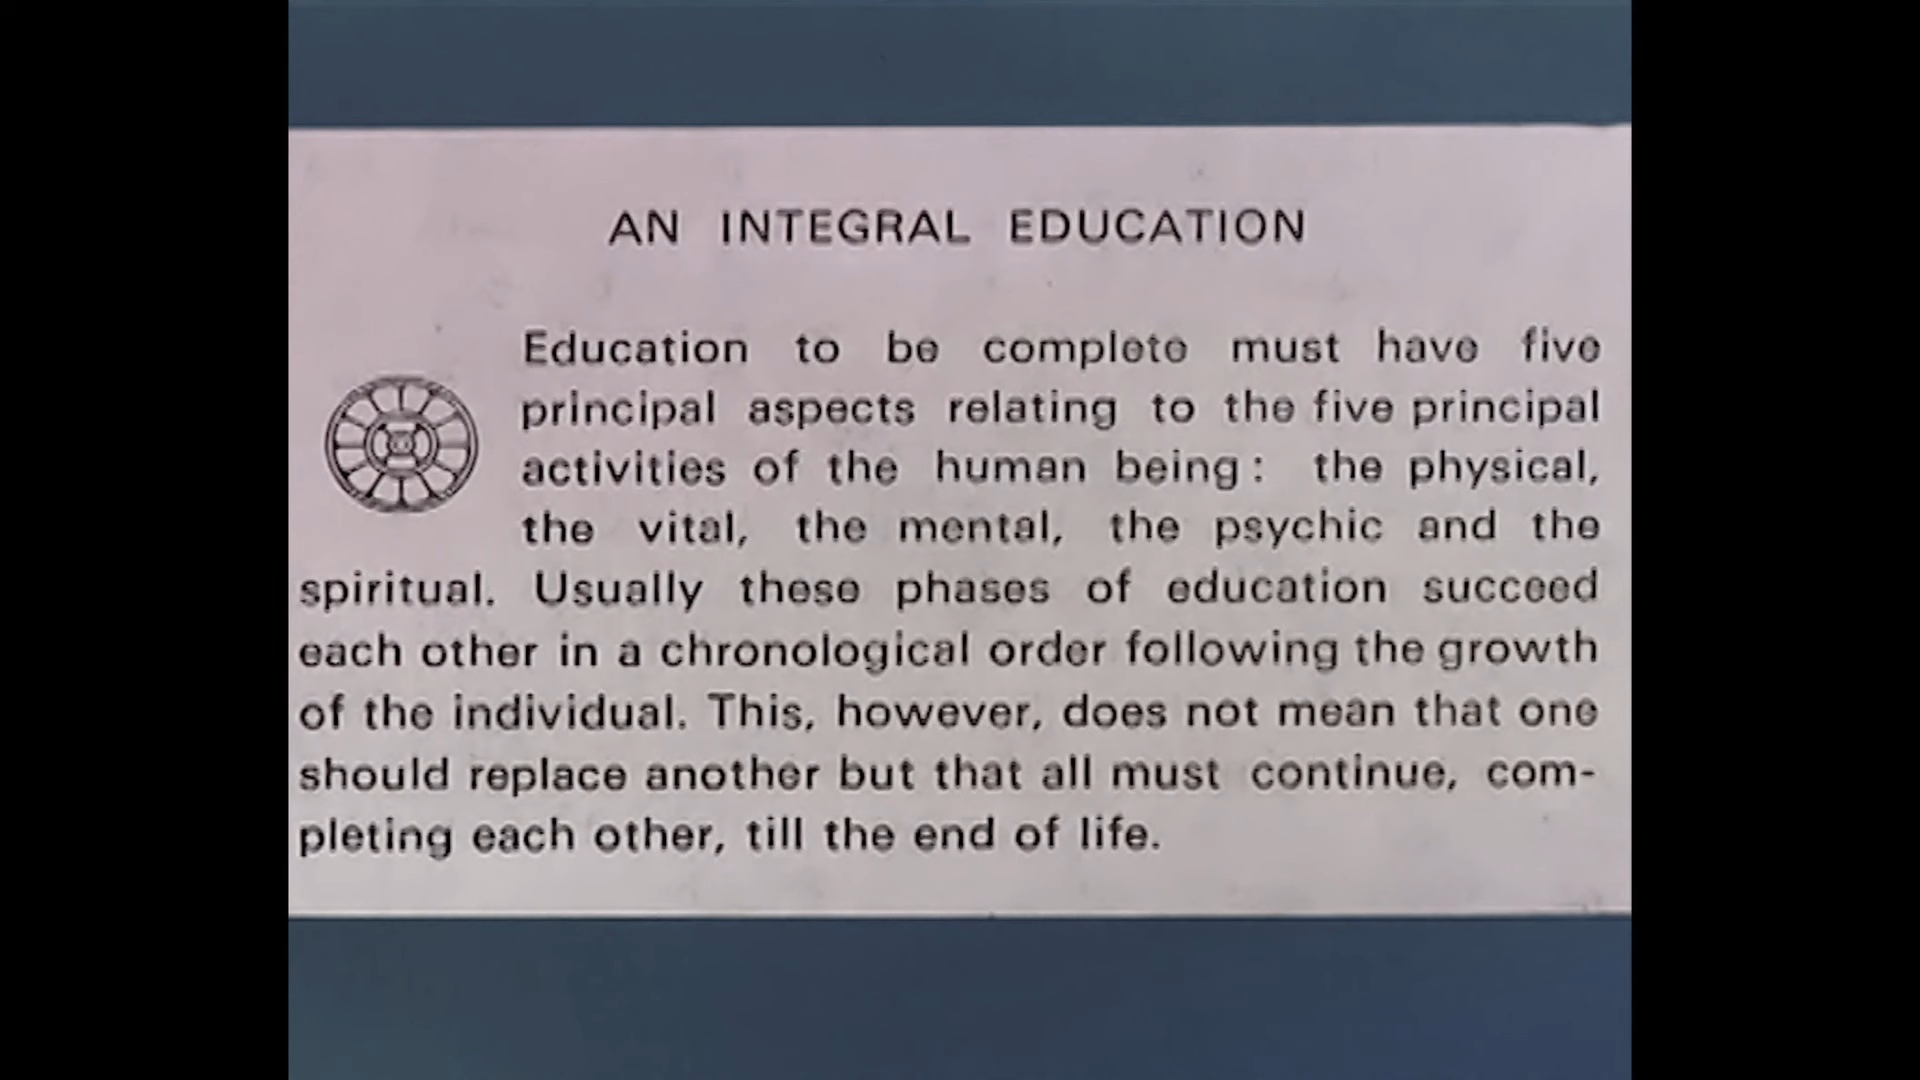 AN INTEGRAL EDUCATION
Education to be complete must have five
principal aspects relating to the five principal
activities of the human being : the physical,
the vital, the mental, the psychic and the
spiritual. Usually these phases of education succeed
each other in a chronological order following the growth
of the individual. This, however, does not mean that one
should replace another but that all must continue, com-
pleting each other, till the end of life.